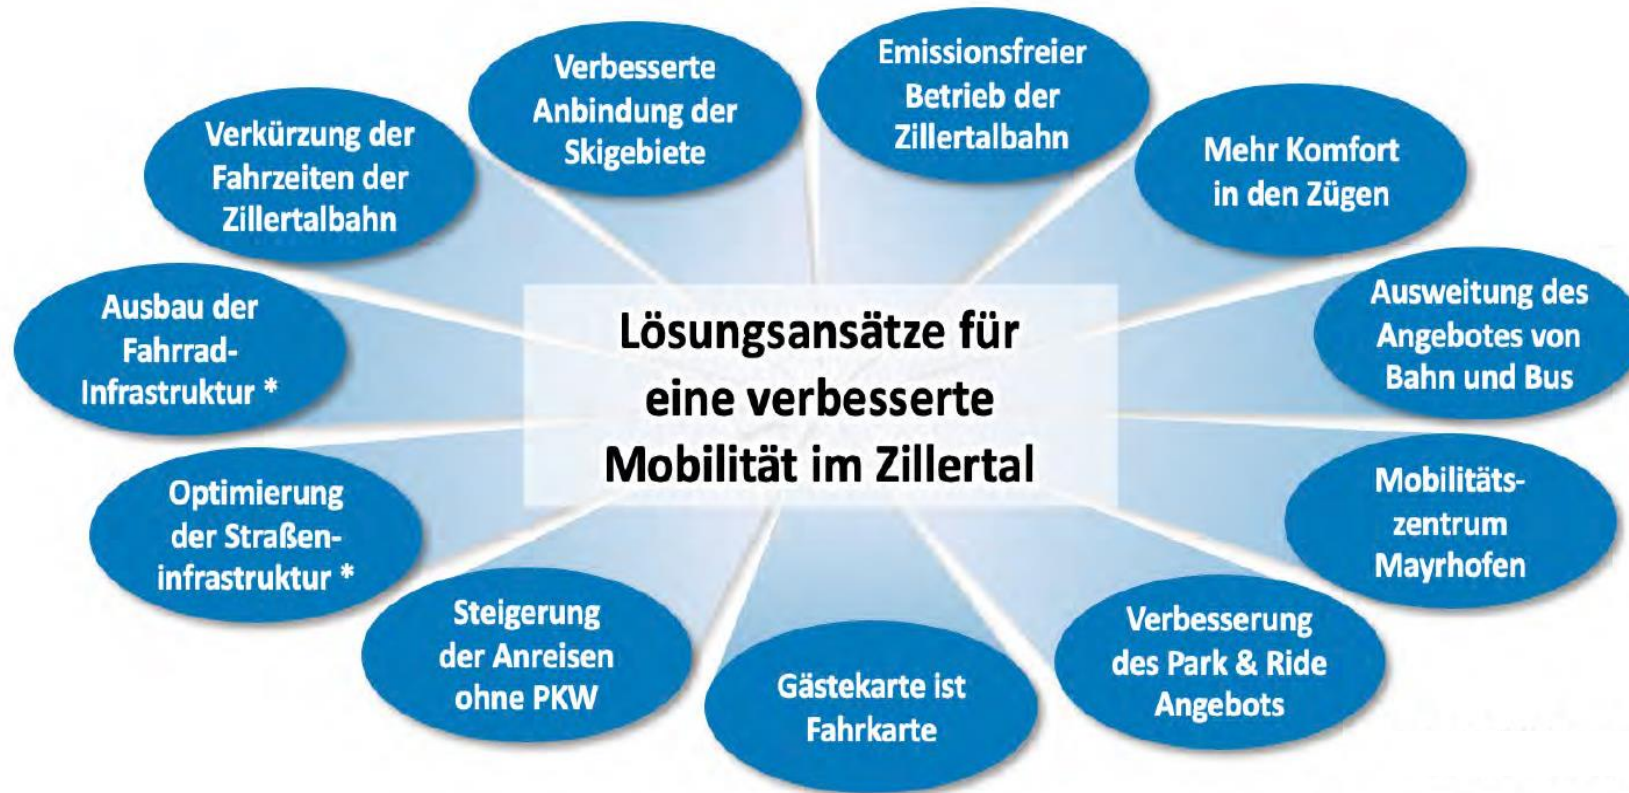 Verbesserte
Anbindung der
Skigebiete
Emissionsfreier
Betrieb der
Zillertalbahn
Mehr Komfort
in den Zügen
Ausweitung des
Angebotes von
Bahn und Bus
Mobilitäts-
zentrum
Mayrhofen
Verbesserung
des Park & Ride
Angebots
Gästekarte ist
Fahrkarte
Steigerung
der Anreisen
ohne PKW
Optimierung
der Straßen-
infrastruktur *
Ausbau der
Fahrrad-
Infrastruktur *
Verkürzung der
Fahrzeiten der
Zillertalbahn
Lösungsansätze für
eine verbesserte
Mobilität im Zillertal